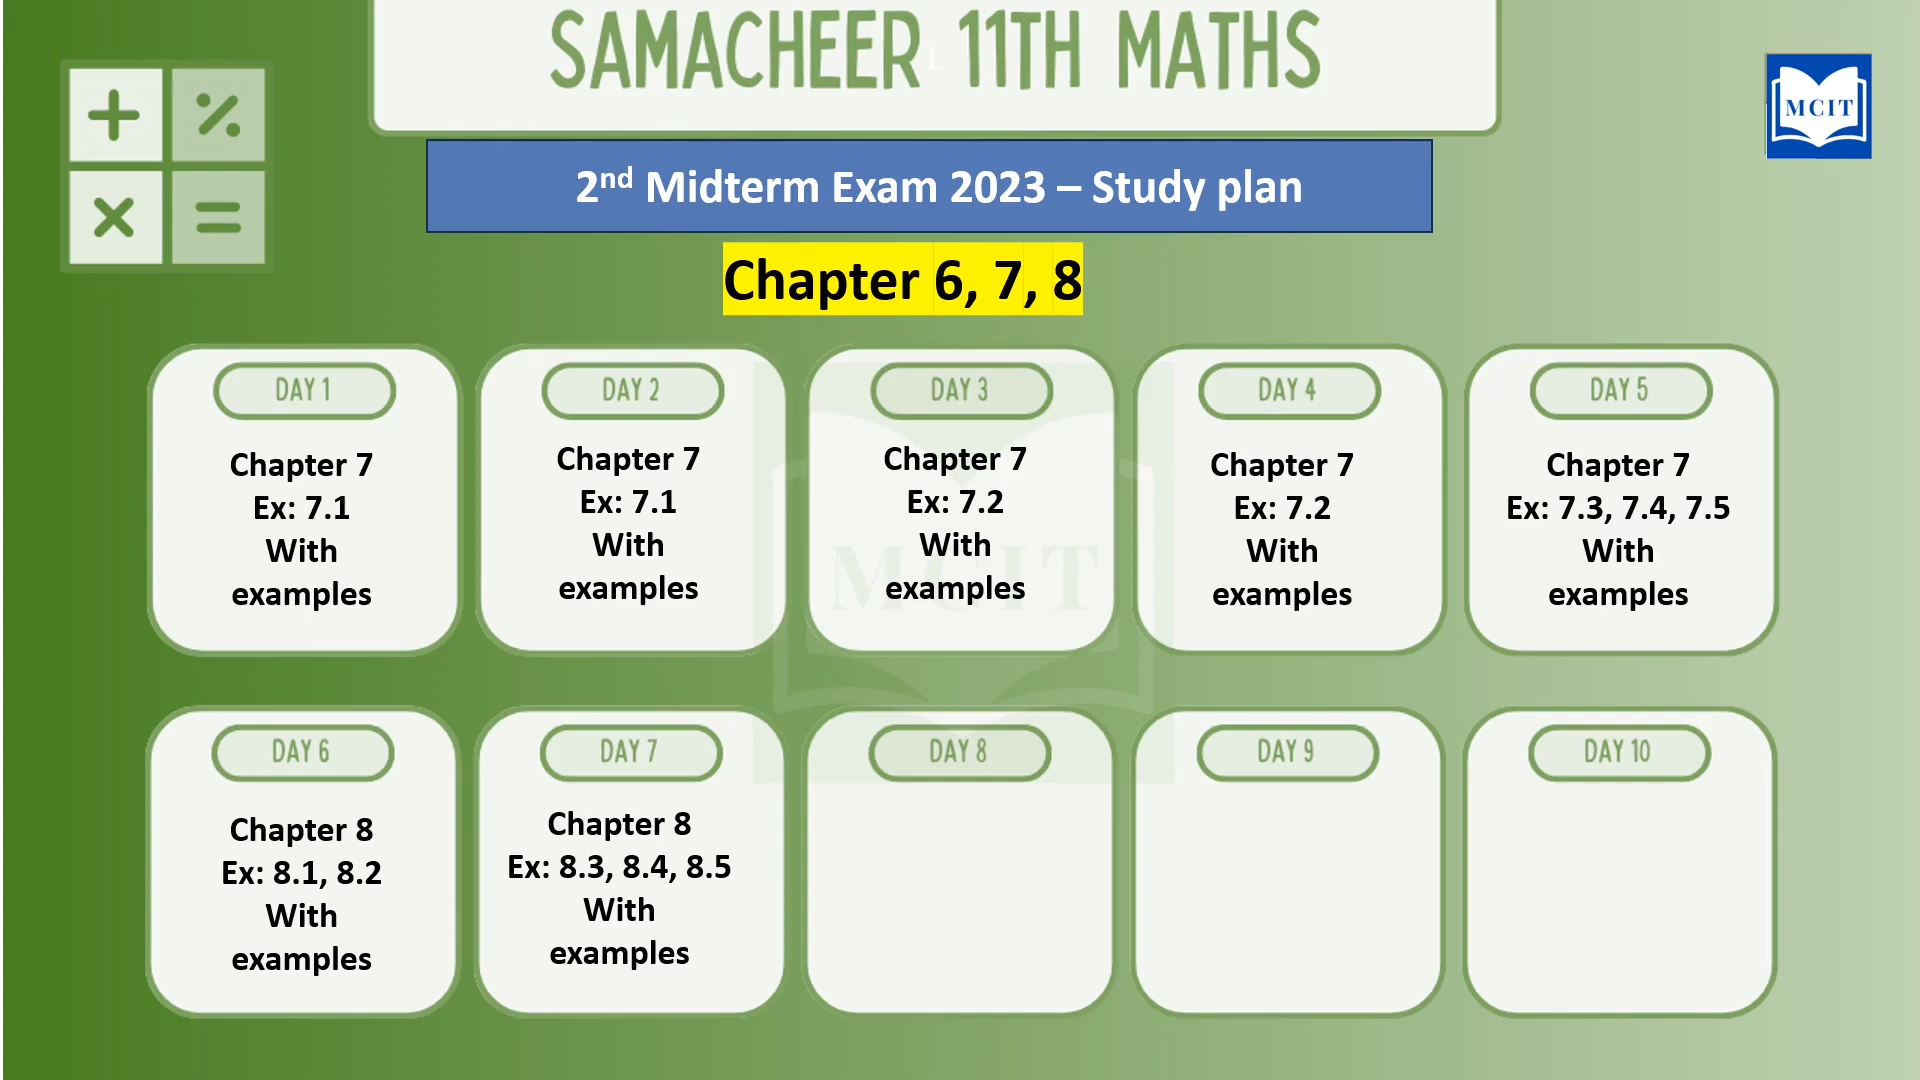 SAMACHEER 11TH MATHS
L
MCIT
2nd Midterm Exam 2023 – Study plan
Chapter 6, 7, 8
DAY 1
Chapter 7
Ex: 7.1
With
examples
DAY 2
Chapter 7
Ex: 7.1
With
examples
DAY 3
Chapter 7
Ex: 7.2
With
examples
DAY 4
Chapter 7
Ex: 7.2
With
examples
DAY 5
Chapter 7
Ex: 7.3, 7.4, 7.5
With
examples
MCIT
DAY 6
Chapter 8
Ex: 8.1, 8.2
With
examples
DAY 7
Chapter 8
Ex: 8.3, 8.4, 8.5
With
examples
DAY 8
DAY 9
DAY 10